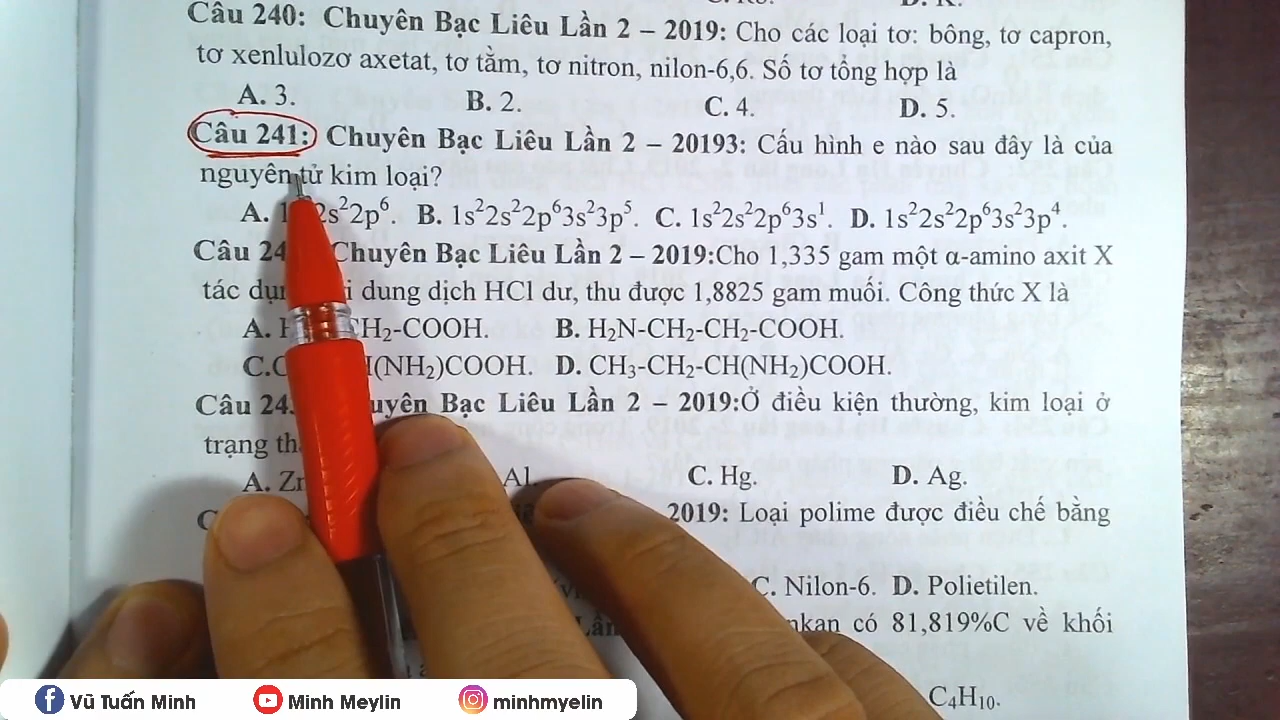 Câu 240: Chuyên Bạc Liêu Lần 2 – 2019: Cho các loại tơ: bông, tơ capron,
tơ xenlulozơ axetat, tơ tằm, tơ nitron, nilon-6,6. Số tơ tổng hợp là
A. 3. B. 2. C. 4. D. 5.
Câu 241: Chuyên Bạc Liêu Lần 2 – 20193: Cấu hình e nào sau đây là của
nguyên tử kim loại?
A. 2s²2p⁶. B. 1s²2s²2p⁶3s²3p⁵. C. 1s²2s²2p⁶3s¹. D. 1s²2s²2p⁶3s²3p⁴.
Câu Chuyên Bạc Liêu Lần 2 – 2019:Cho 1,335 gam một α-amino axit X
tác dung dịch HCl dư, thu được 1,8825 gam muối. Công thức X là
A. CH₂-COOH. B. H₂N-CH₂-CH₂-COOH.
C. (NH₂)COOH. D. CH₃-CH₂-CH(NH₂)COOH.
Câu Bạc Liêu Lần 2 – 2019:Ở điều kiện thường, kim loại ở
trạng
A. Al. C. Hg. D. Ag.
2019: Loại polime được điều chế bằng
C. Nilon-6. D. Polietilen.
có 81,819%C về khối
C₄H₁₀.
Vũ Tuấn Minh Minh Meylin minhmyelin